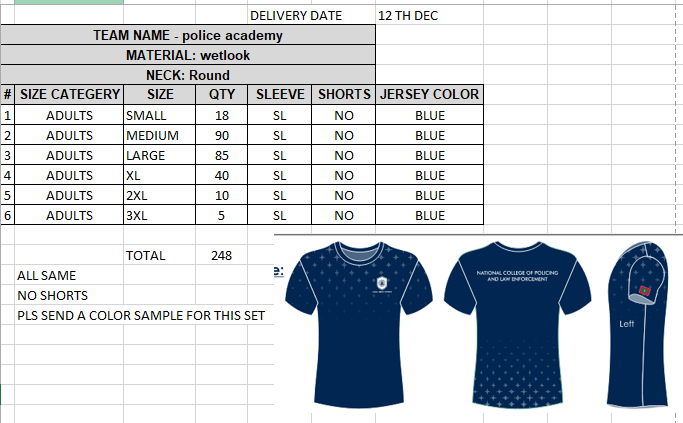 DELIVERY DATE 12 TH DEC
TEAM NAME - police academy
MATERIAL: wetlook
NECK: Round
# SIZE CATEGERY SIZE QTY SLEEVE SHORTS JERSEY COLOR
1 ADULTS SMALL 18 SL NO BLUE
2 ADULTS MEDIUM 90 SL NO BLUE
3 ADULTS LARGE 85 SL NO BLUE
4 ADULTS XL 40 SL NO BLUE
5 ADULTS 2XL 10 SL NO BLUE
6 ADULTS 3XL 5 SL NO BLUE
TOTAL 248
ALL SAME
NO SHORTS
PLS SEND A COLOR SAMPLE FOR THIS SET
NATIONAL COLLEGE OF POLICING
AND LAW ENFORCEMENT
Left